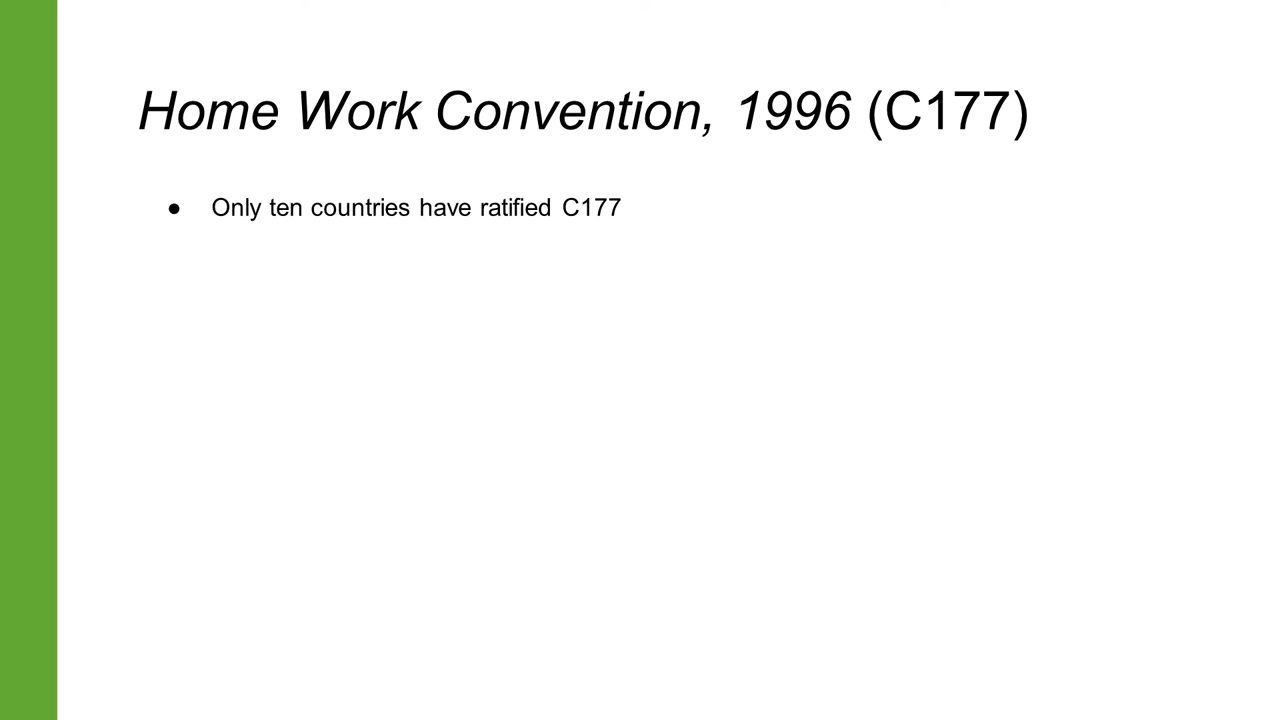 Home Work Convention, 1996 (C177)
● Only ten countries have ratified C177